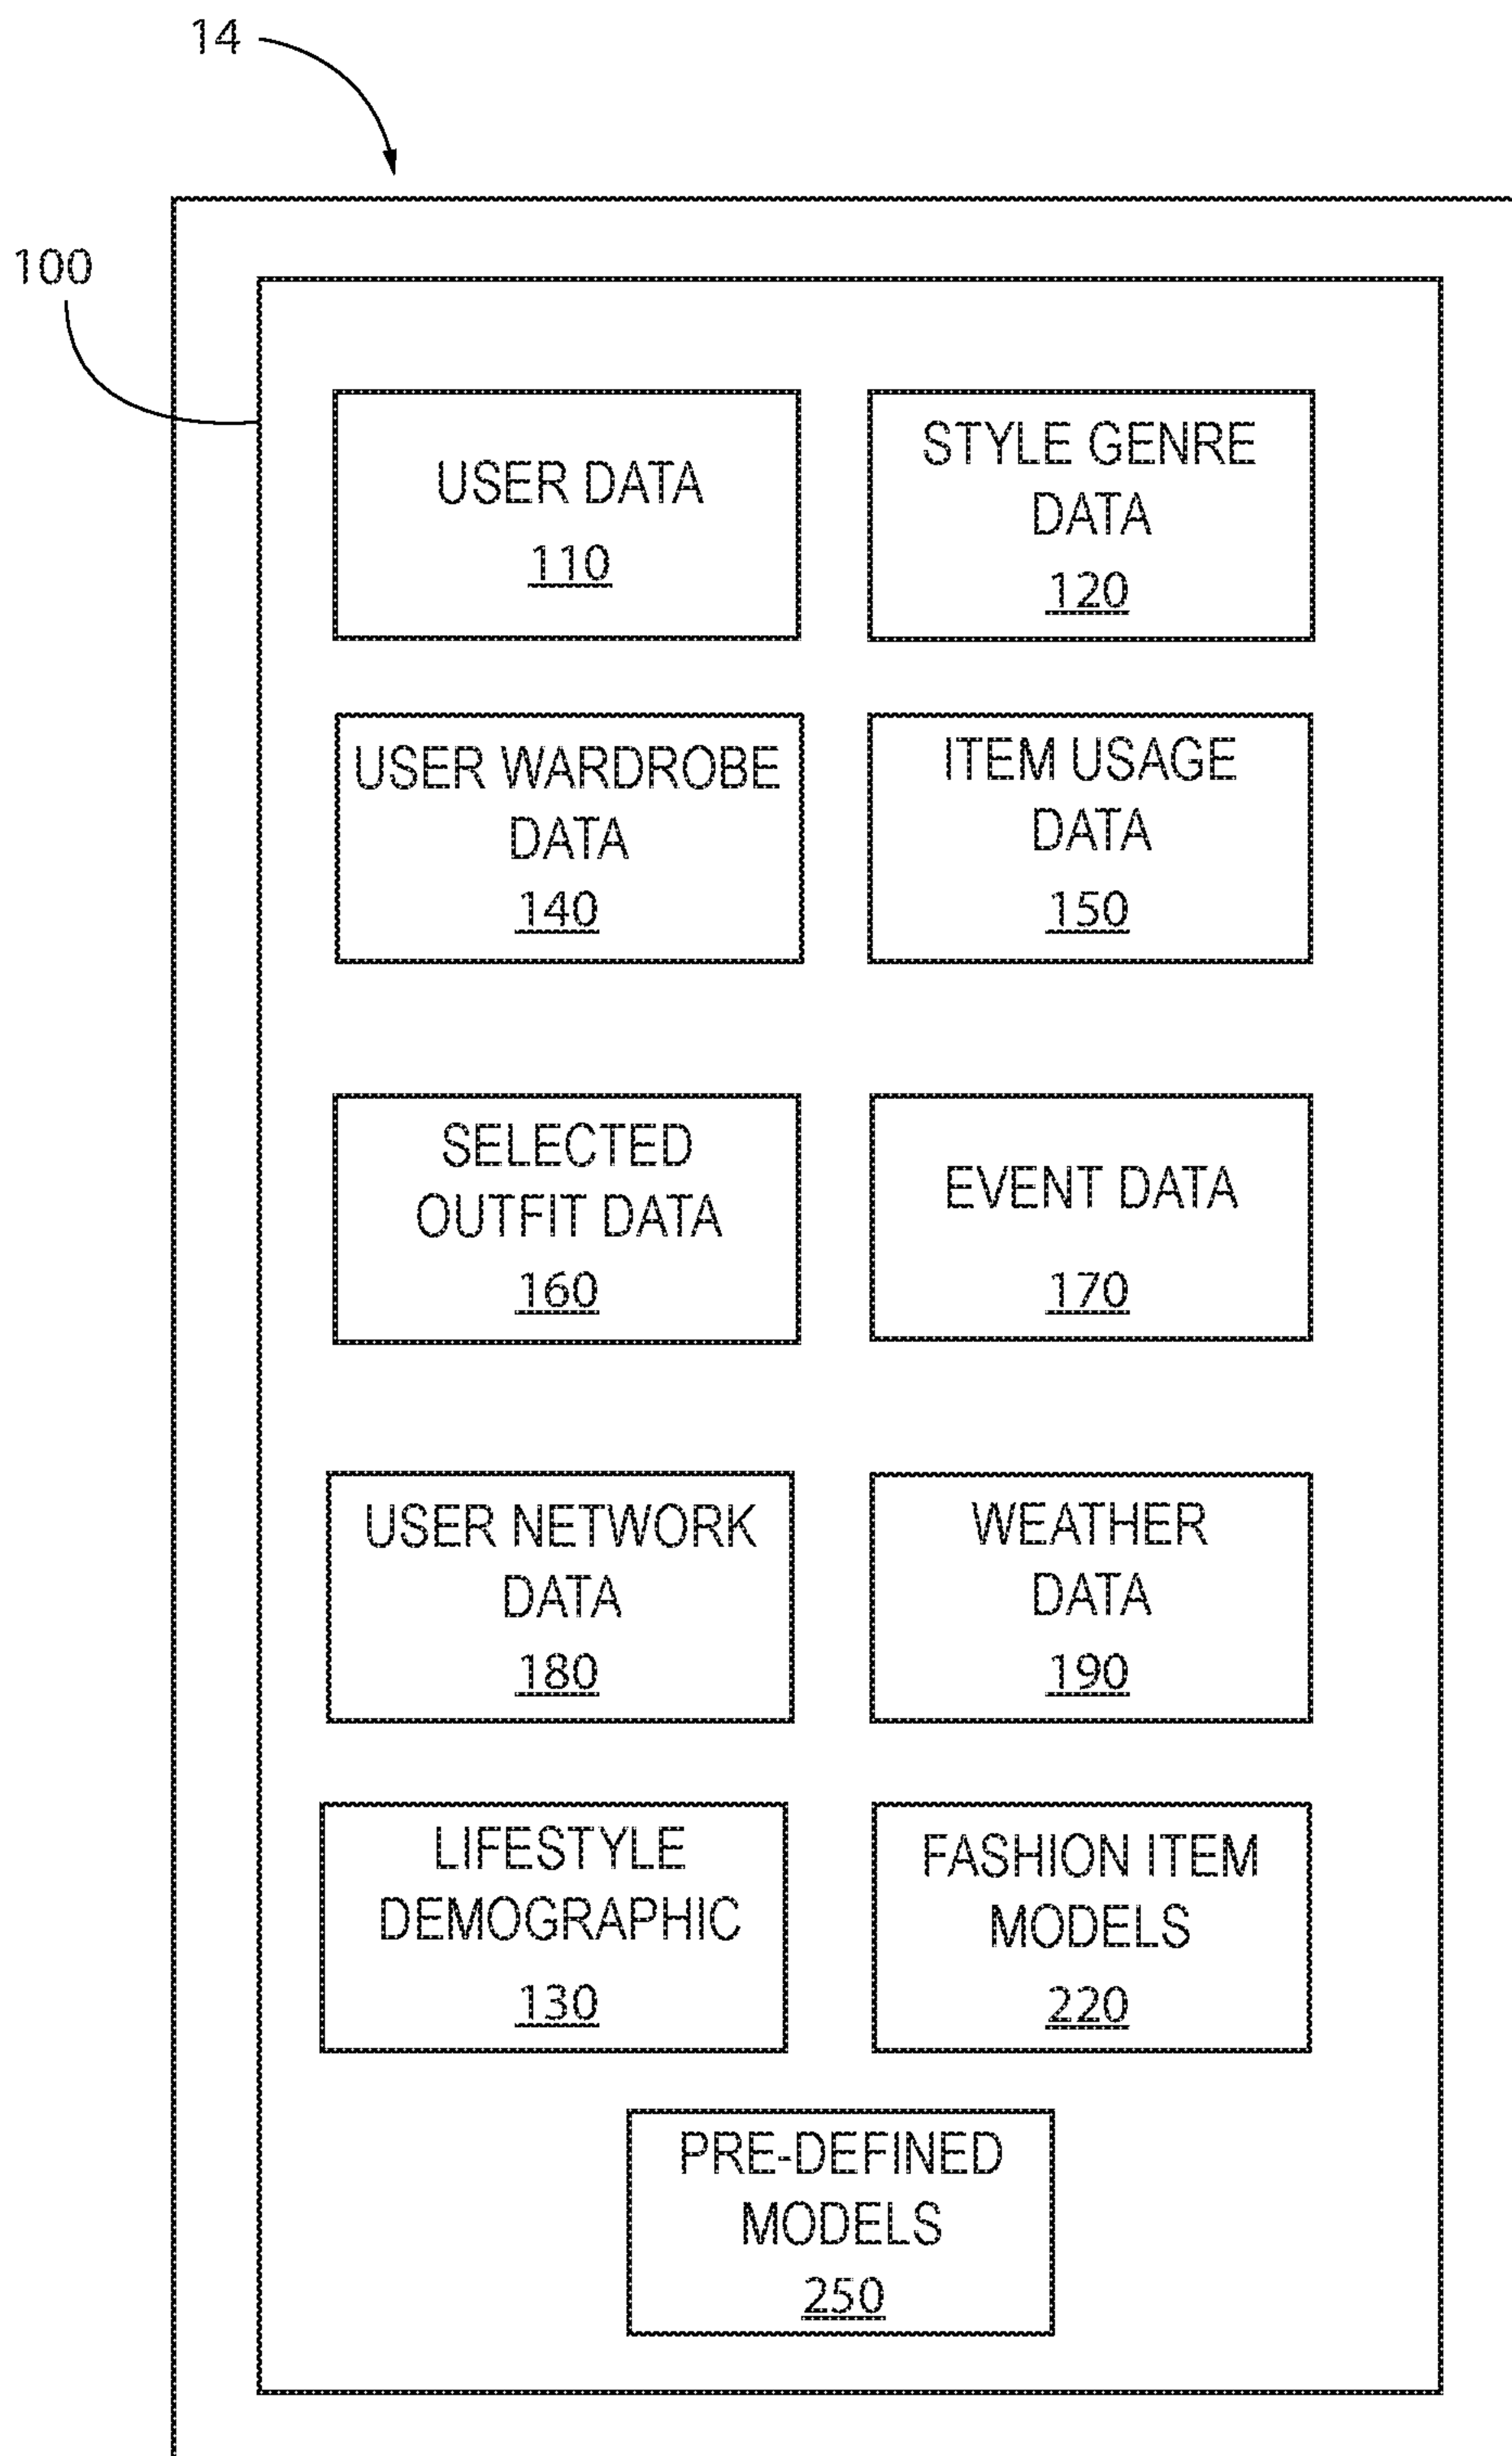 14
100
USER DATA
110
STYLE GENRE
DATA
120
USER WARDROBE
DATA
140
ITEM USAGE
DATA
150
SELECTED
OUTFIT DATA
160
EVENT DATA
170
USER NETWORK
DATA
180
WEATHER
DATA
190
LIFESTYLE
DEMOGRAPHIC
130
FASHION ITEM
MODELS
220
PRE-DEFINED
MODELS
250